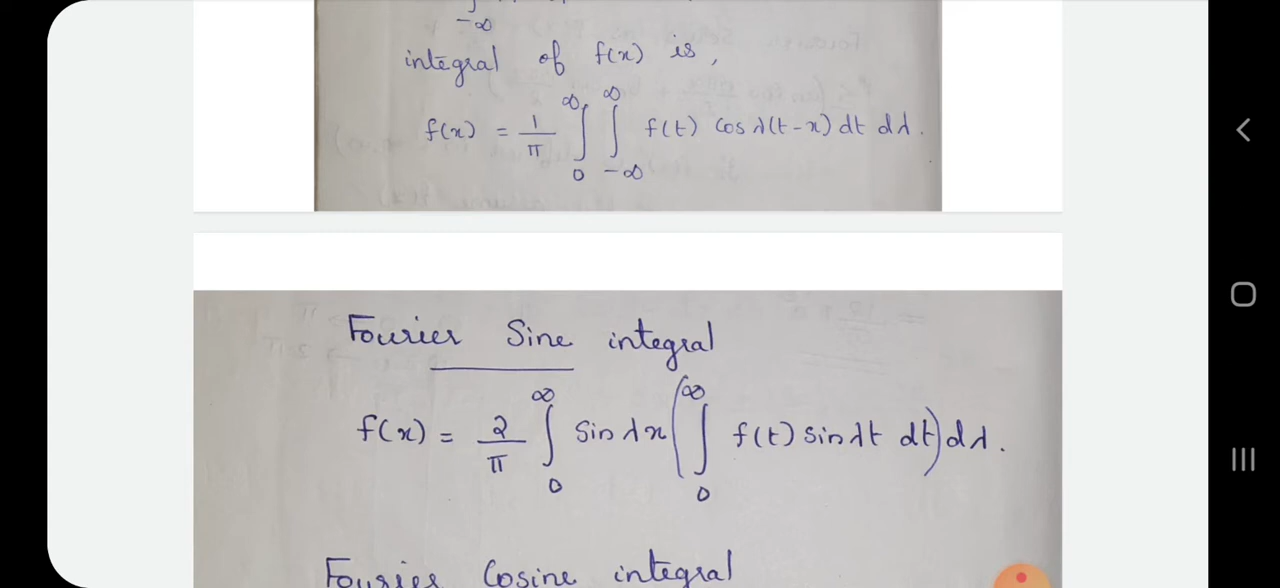 -∞
integral of f(x) is,
f(x) = 1/π ∫₀^∞ ∫₋∞^∞ f(t) cos λ(t-x) dt dλ.
Fourier Sine integral
f(x) = 2/π ∫₀^∞ sin λx (∫₀^∞ f(t) sin λt dt) dλ.
Fourier Cosine integral